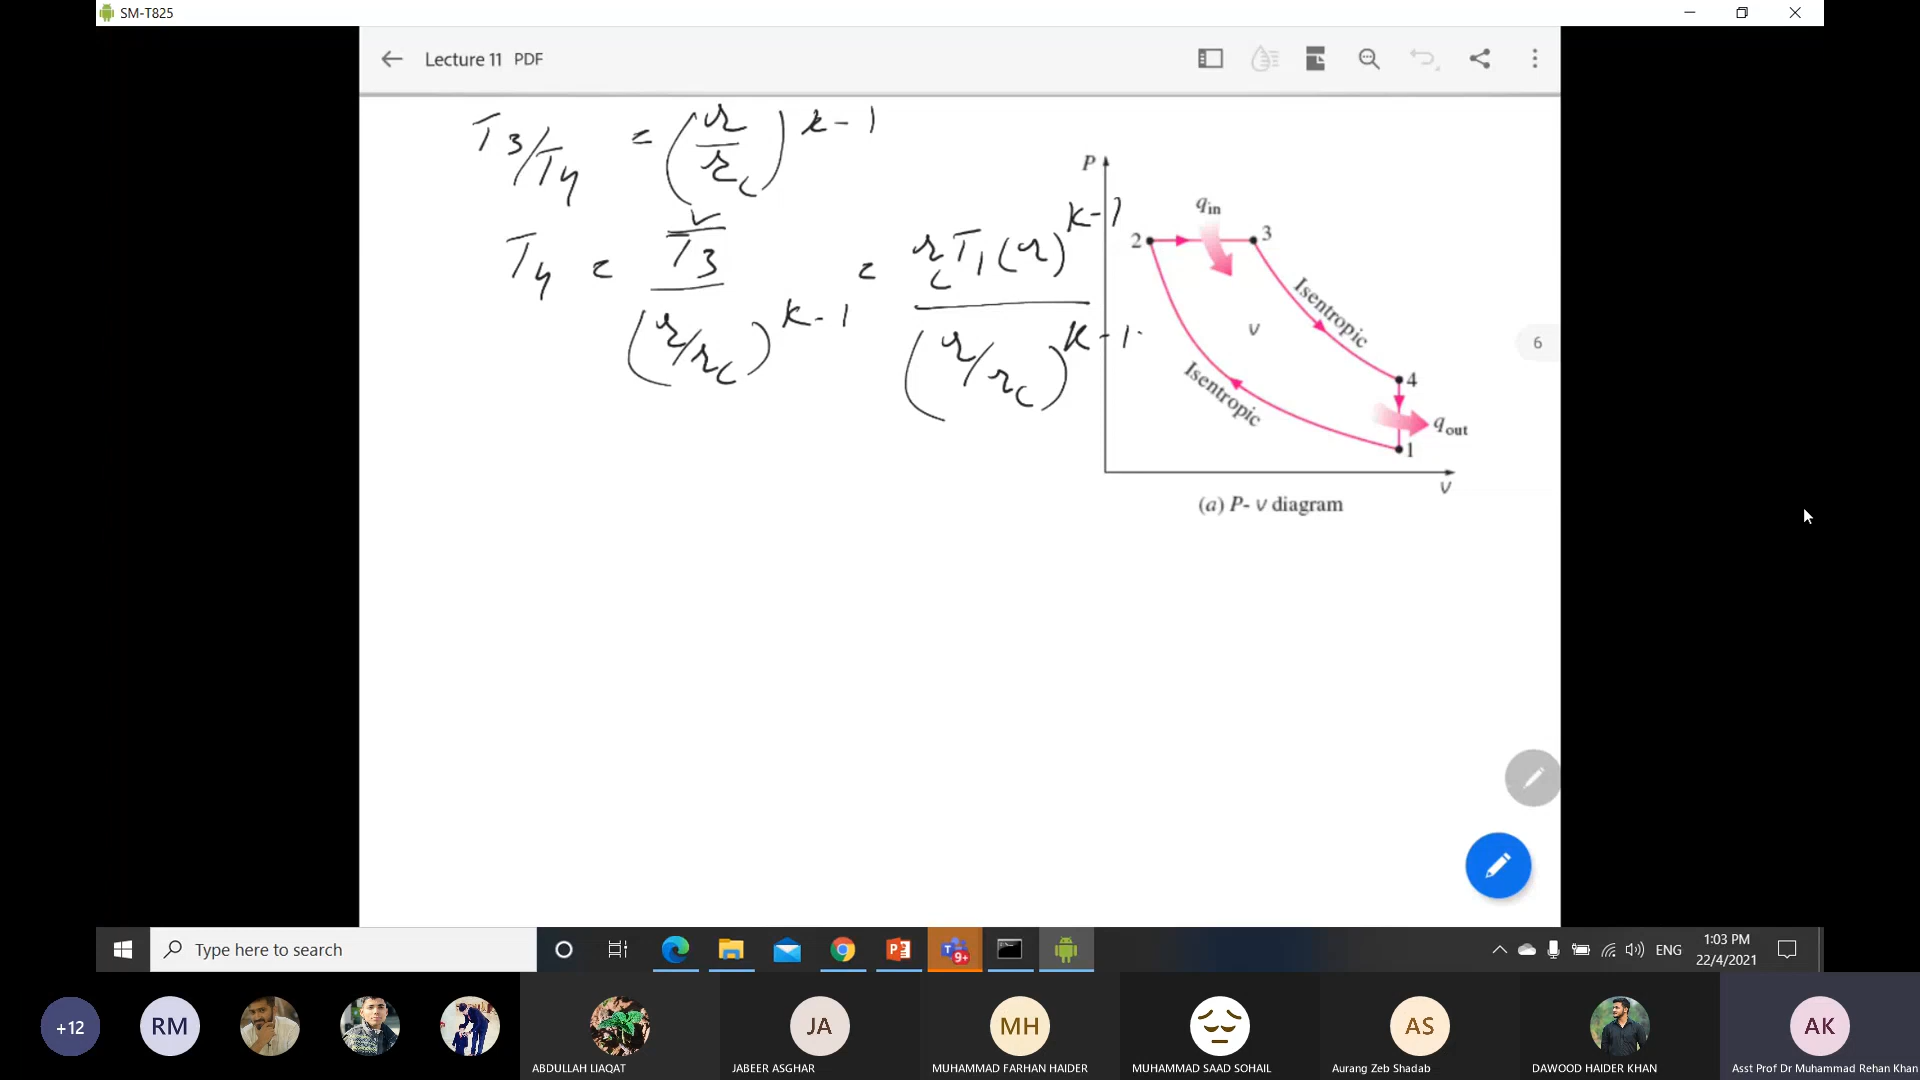 SM-T825
Lecture 11 PDF
T3/T4 = (r/rc)^k-1
T4 = T3/(r/rc)^k-1 = rcT1(r)^k-1/(r/rc)^k-1
P
qin
2
3
Isentropic
v
Isentropic
4
qout
1
v
(a) P- v diagram
6
Type here to search
9+
ENG
1:03 PM
22/4/2021
+12
RM
JA
MH
AS
AK
ABDULLAH LIAQAT
JABEER ASGHAR
MUHAMMAD FARHAN HAIDER
MUHAMMAD SAAD SOHAIL
Aurang Zeb Shadab
DAWOOD HAIDER KHAN
Asst Prof Dr Muhammad Rehan Khan